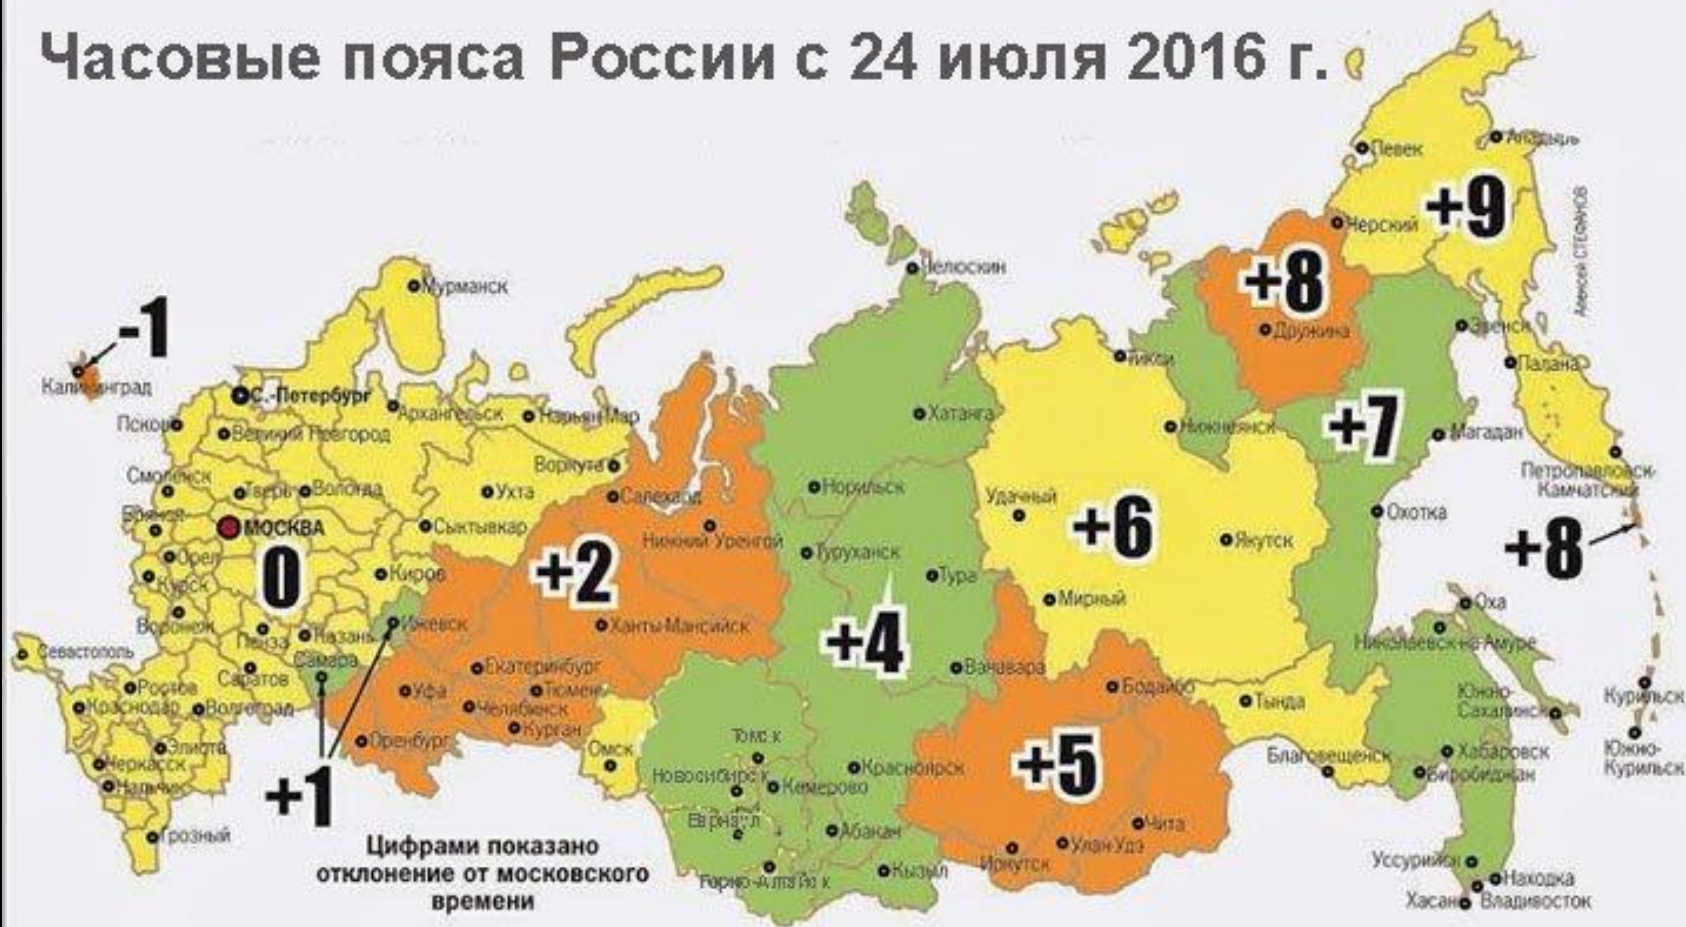 Часовые пояса России с 24 июля 2016 г.
Певек
Анадырь
+9
Алексей СТЕФАНОВ
Черский
Челюскин
+8
Мурманск
-1
Калининград
Дружина
Эвенск
Тикси
Палана
С.-Петербург
Архангельск
Нарьян-Мар
Хатанга
Псков
Великий Новгород
Нижнеянск
+7
Магадан
Воркута
Смоленск
Тверь
Вологда
Ухта
Салехард
Норильск
Удачный
Петропавловск-
Камчатский
Брянск
МОСКВА
Сыктывкар
Нижний Уренгой
+6
Якутск
Охотка
+8
Орел
0
Киров
+2
Туруханск
Тура
Курск
Мирный
Оха
Воронеж
Пенза
Казань
Ижевск
Ханты-Мансийск
+4
Николаевск-на-Амуре
Севастополь
Самара
Саратов
Екатеринбург
Ванавара
Бодайбо
Ростов
Уфа
Тюмень
Тында
Южно-
Сахалинск
Курильск
Краснодар
Волгоград
Челябинск
Курган
Элиста
Оренбург
Омск
Томск
+5
Благовещенск
Хабаровск
Южно-
Курильск
Черкасск
Новосибирск
Красноярск
Биробиджан
Нальчик
+1
Кемерово
Грозный
Абакан
Чита
Цифрами показано
отклонение от московского
времени
Иркутск
Улан-Удэ
Горно-Алтайск
Кызыл
Уссурийск
Находка
Хасан
Владивосток